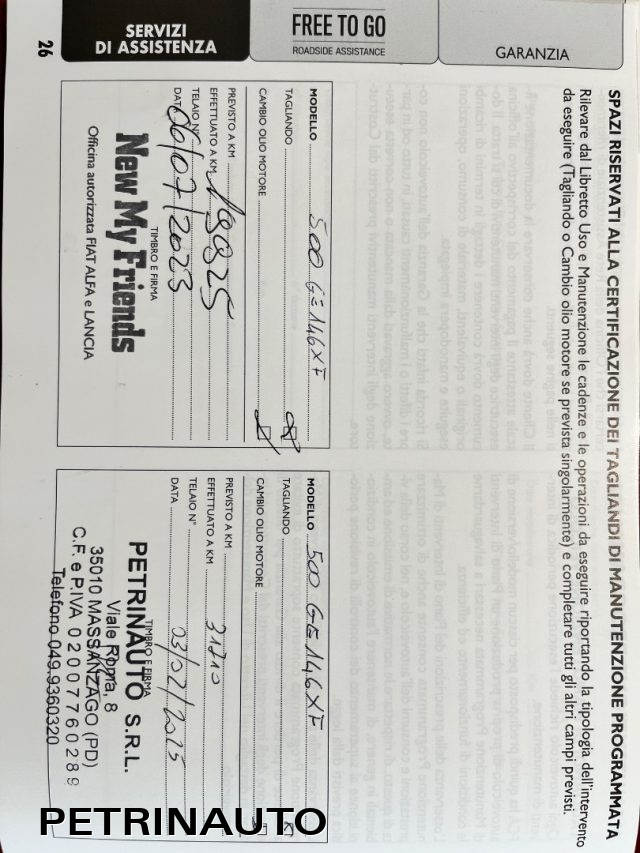 26
SERVIZI
DI ASSISTENZA
FREE TO GO
ROADSIDE ASSISTANCE
GARANZIA
SPAZI RISERVATI ALLA CERTIFICAZIONE DEI TAGLIANDI DI MANUTENZIONE PROGRAMMATA
Rilevare dal Libretto Uso e Manutenzione le cadenze e le operazioni da eseguire riportando la tipologia dell'intervento
da eseguire (Tagliando o Cambio olio motore se prevista singolarmente) e completare tutti gli altri campi previsti.
MODELLO 500 GE146XF
TAGLIANDO
CAMBIO OLIO MOTORE
PREVISTO A KM
EFFETTUATO A KM
TELAIO N°
DATA 06/07/2023
TIMBRO E FIRMA
New My Friends
Officina autorizzata FIAT ALFA e LANCIA
MODELLO 500 GE146XF
TAGLIANDO
CAMBIO OLIO MOTORE
PREVISTO A KM
EFFETTUATO A KM 31210
TELAIO N°
DATA 03/02/2025
TIMBRO E FIRMA
PETRINAUTO S.R.L.
Viale Roma, 8
35010 MASSANZAGO (PD)
C.F. e P.IVA 02007760289
Telefono 049.9360320
PETRINAUTO